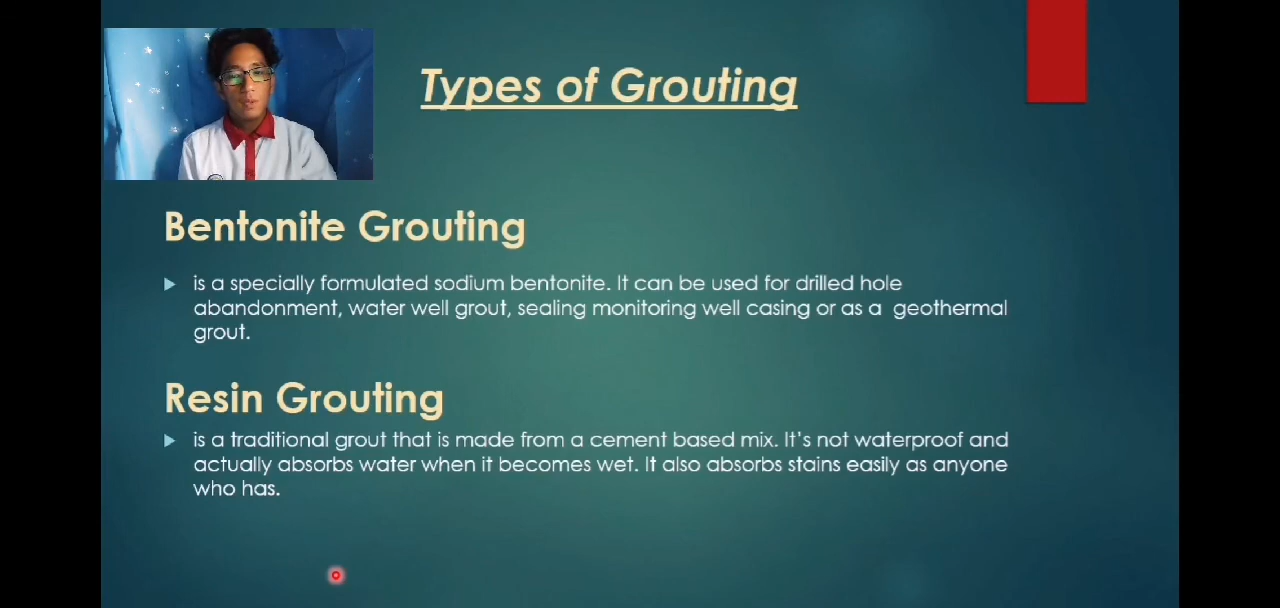 Types of Grouting
Bentonite Grouting
is a specially formulated sodium bentonite. It can be used for drilled hole
abandonment, water well grout, sealing monitoring well casing or as a geothermal
grout.
Resin Grouting
is a traditional grout that is made from a cement based mix. It's not waterproof and
actually absorbs water when it becomes wet. It also absorbs stains easily as anyone
who has.